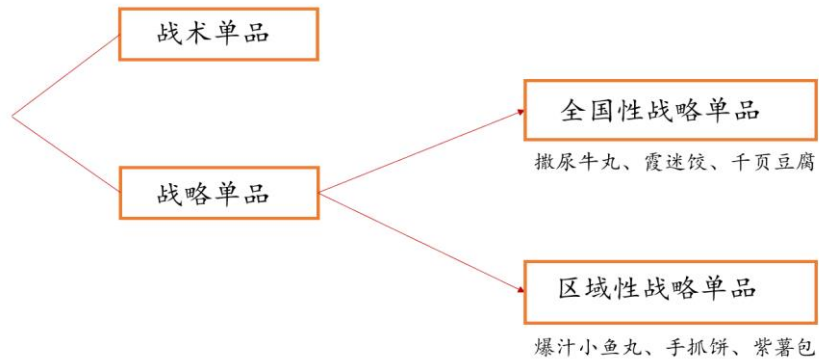 战术单品
全国性战略单品
撒尿牛丸、霞迷饺、千页豆腐
战略单品
区域性战略单品
爆汁小鱼丸、手抓饼、紫薯包